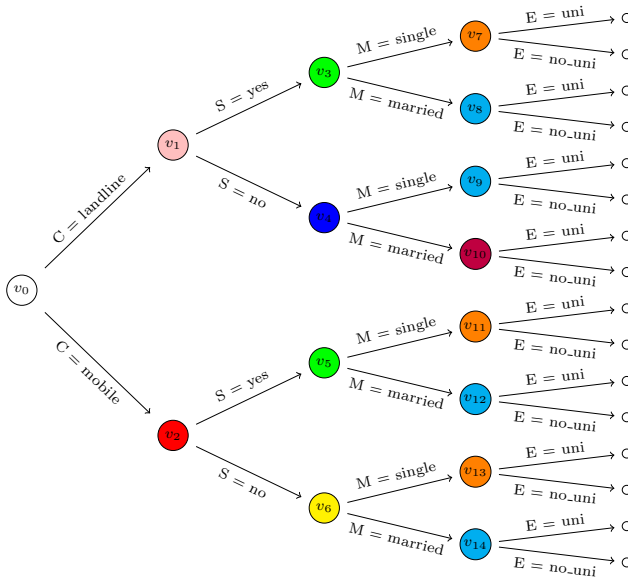 E = uni
v7
M = single
E = no_uni
v3
S = yes
E = uni
M = married
v8
E = no_uni
v1
E = uni
C = landline
M = single
v9
S = no
E = no_uni
v4
E = uni
M = married
v10
E = no_uni
v0
E = uni
M = single
v11
C = mobile
E = no_uni
v5
S = yes
E = uni
M = married
v12
E = no_uni
v2
E = uni
M = single
v13
S = no
E = no_uni
v6
E = uni
M = married
v14
E = no_uni